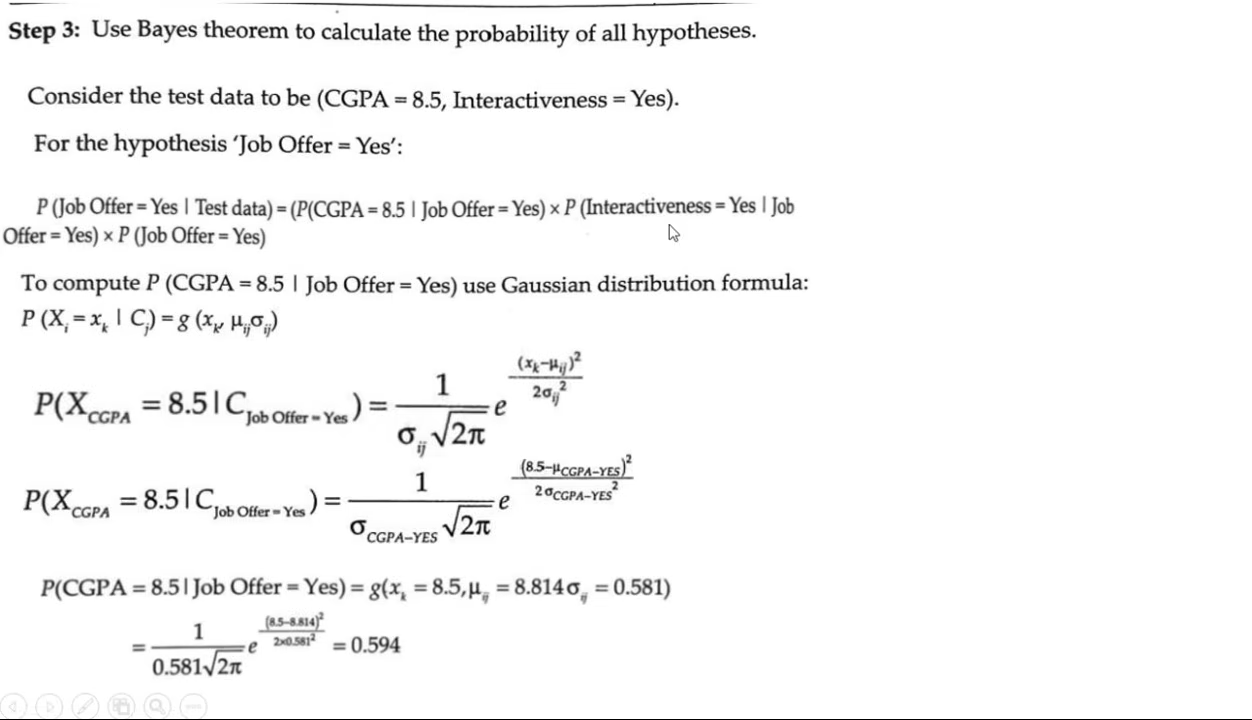 Step 3: Use Bayes theorem to calculate the probability of all hypotheses.
Consider the test data to be (CGPA = 8.5, Interactiveness = Yes).
For the hypothesis ‘Job Offer = Yes’:
P (Job Offer = Yes | Test data) = (P(CGPA = 8.5 | Job Offer = Yes) × P (Interactiveness = Yes | Job
Offer = Yes) × P (Job Offer = Yes)
To compute P (CGPA = 8.5 | Job Offer = Yes) use Gaussian distribution formula:
P (X_i = x_k | C_j) = g (x_k, μ_ij σ_ij)
P(X_CGPA = 8.5 | C_Job Offer = Yes) = 1 / (σ_ij √2π) e^((x_k−μ_ij)² / 2σ_ij²)
P(X_CGPA = 8.5 | C_Job Offer = Yes) = 1 / (σ_CGPA−YES √2π) e^((8.5−μ_CGPA−YES)² / 2σ_CGPA−YES²)
P(CGPA = 8.5 | Job Offer = Yes) = g(x_k = 8.5, μ_ij = 8.814 σ_ij = 0.581)
= 1 / (0.581√2π) e^((8.5−8.814)² / 2×0.581²) = 0.594